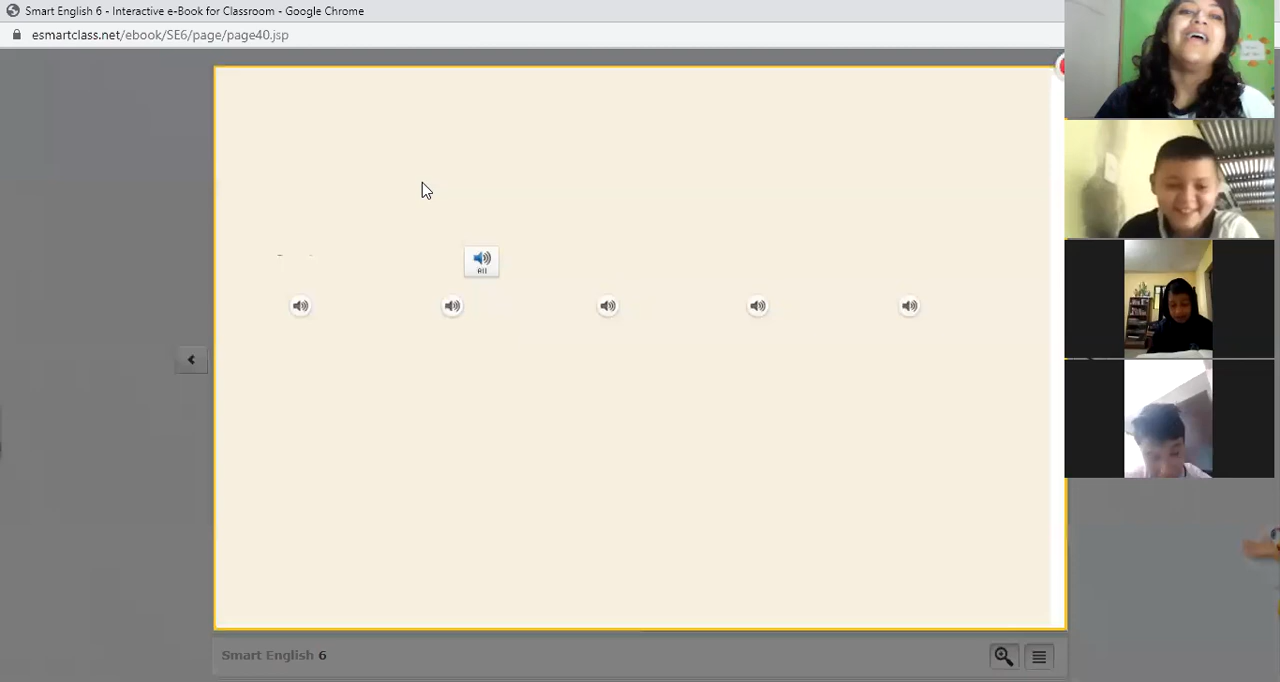 Smart English 6 - Interactive e-Book for Classroom - Google Chrome
esmartclass.net/ebook/SE6/page/page40.jsp
All
Smart English 6